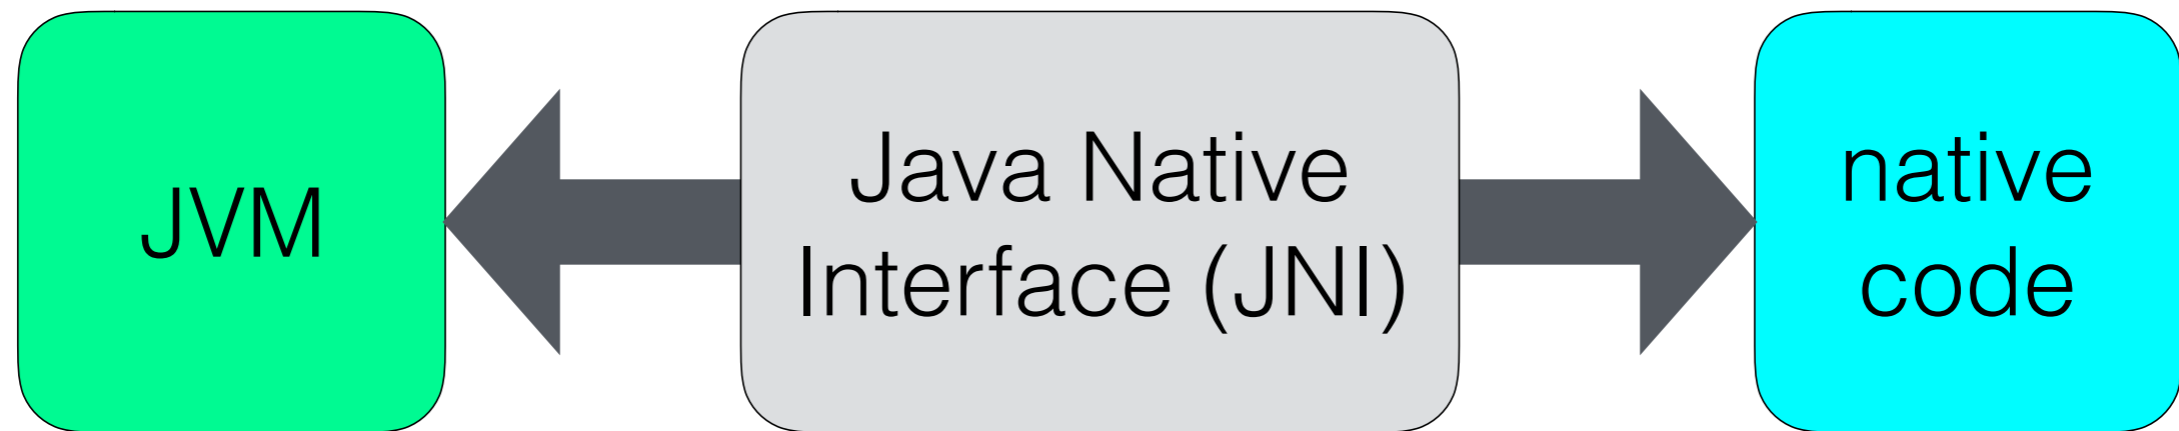 JVM
Java Native
Interface (JNI)
native
code